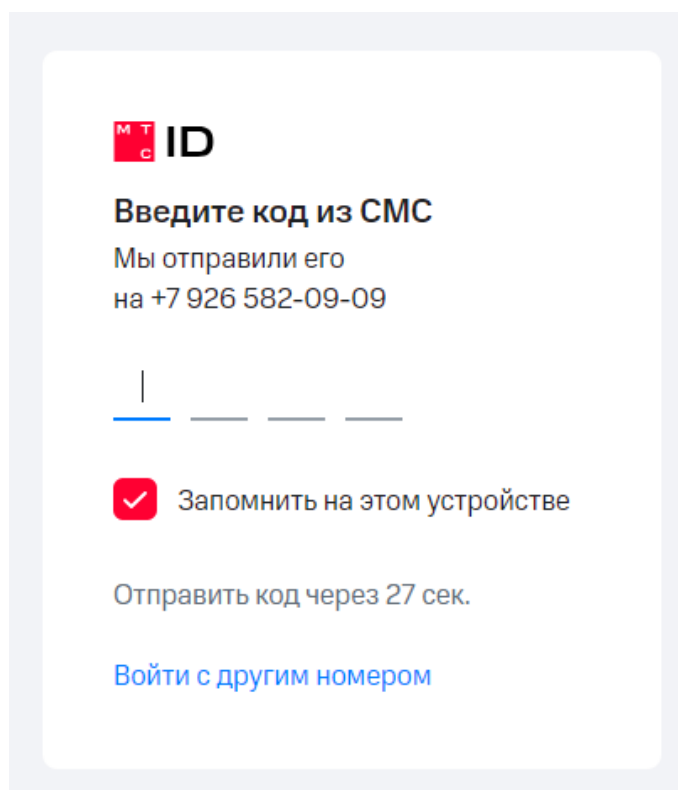 МТС ID
Введите код из СМС
Мы отправили его
на +7 926 582-09-09
Запомнить на этом устройстве
Отправить код через 27 сек.
Войти с другим номером